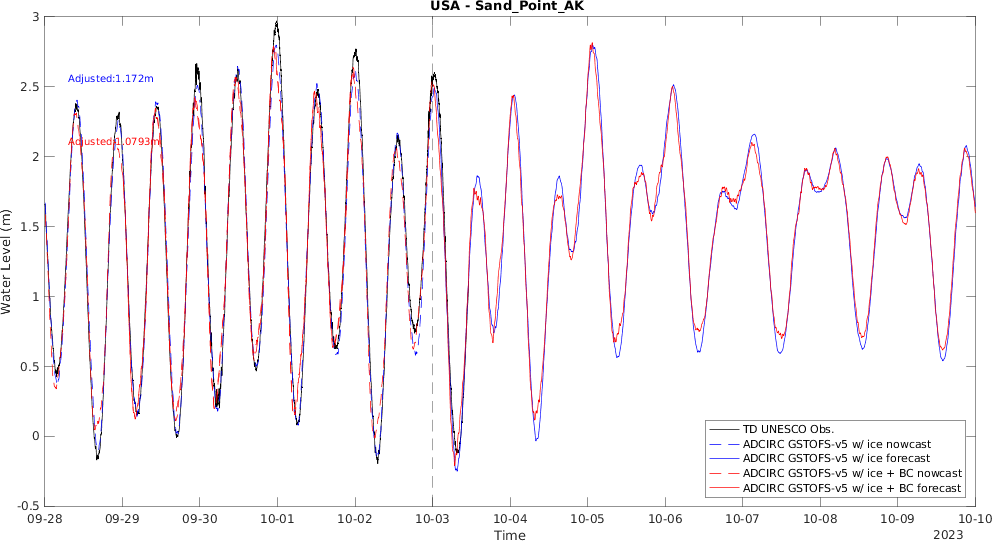 USA - Sand_Point_AK
3
2.5
2
1.5
1
0.5
0
-0.5
Water Level (m)
Adjusted:1.172m
Adjusted:1.0793m
TD UNESCO Obs.
ADCIRC GSTOFS-v5 w/ ice nowcast
ADCIRC GSTOFS-v5 w/ ice forecast
ADCIRC GSTOFS-v5 w/ ice + BC nowcast
ADCIRC GSTOFS-v5 w/ ice + BC forecast
09-28 09-29 09-30 10-01 10-02 10-03 10-04 10-05 10-06 10-07 10-08 10-09 10-10
Time
2023